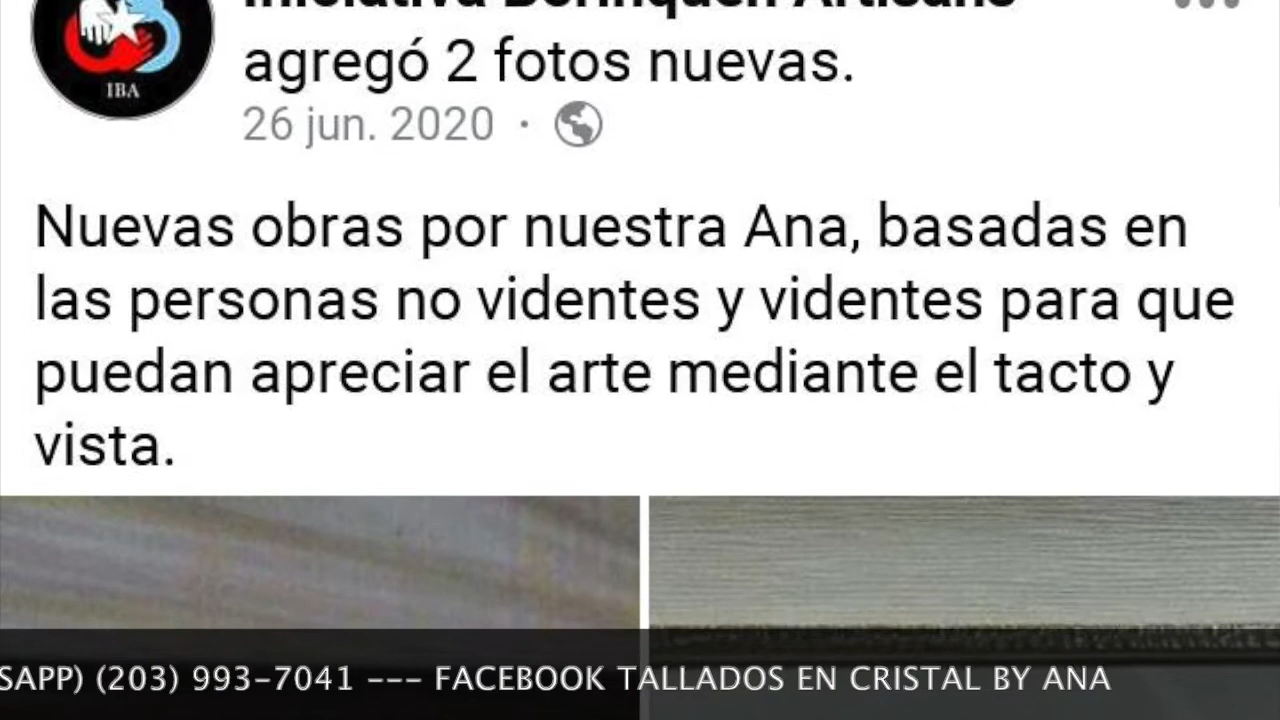 IBA
agregó 2 fotos nuevas.
26 jun. 2020 ·
Nuevas obras por nuestra Ana, basadas en
las personas no videntes y videntes para que
puedan apreciar el arte mediante el tacto y
vista.
SAPP) (203) 993-7041 --- FACEBOOK TALLADOS EN CRISTAL BY ANA